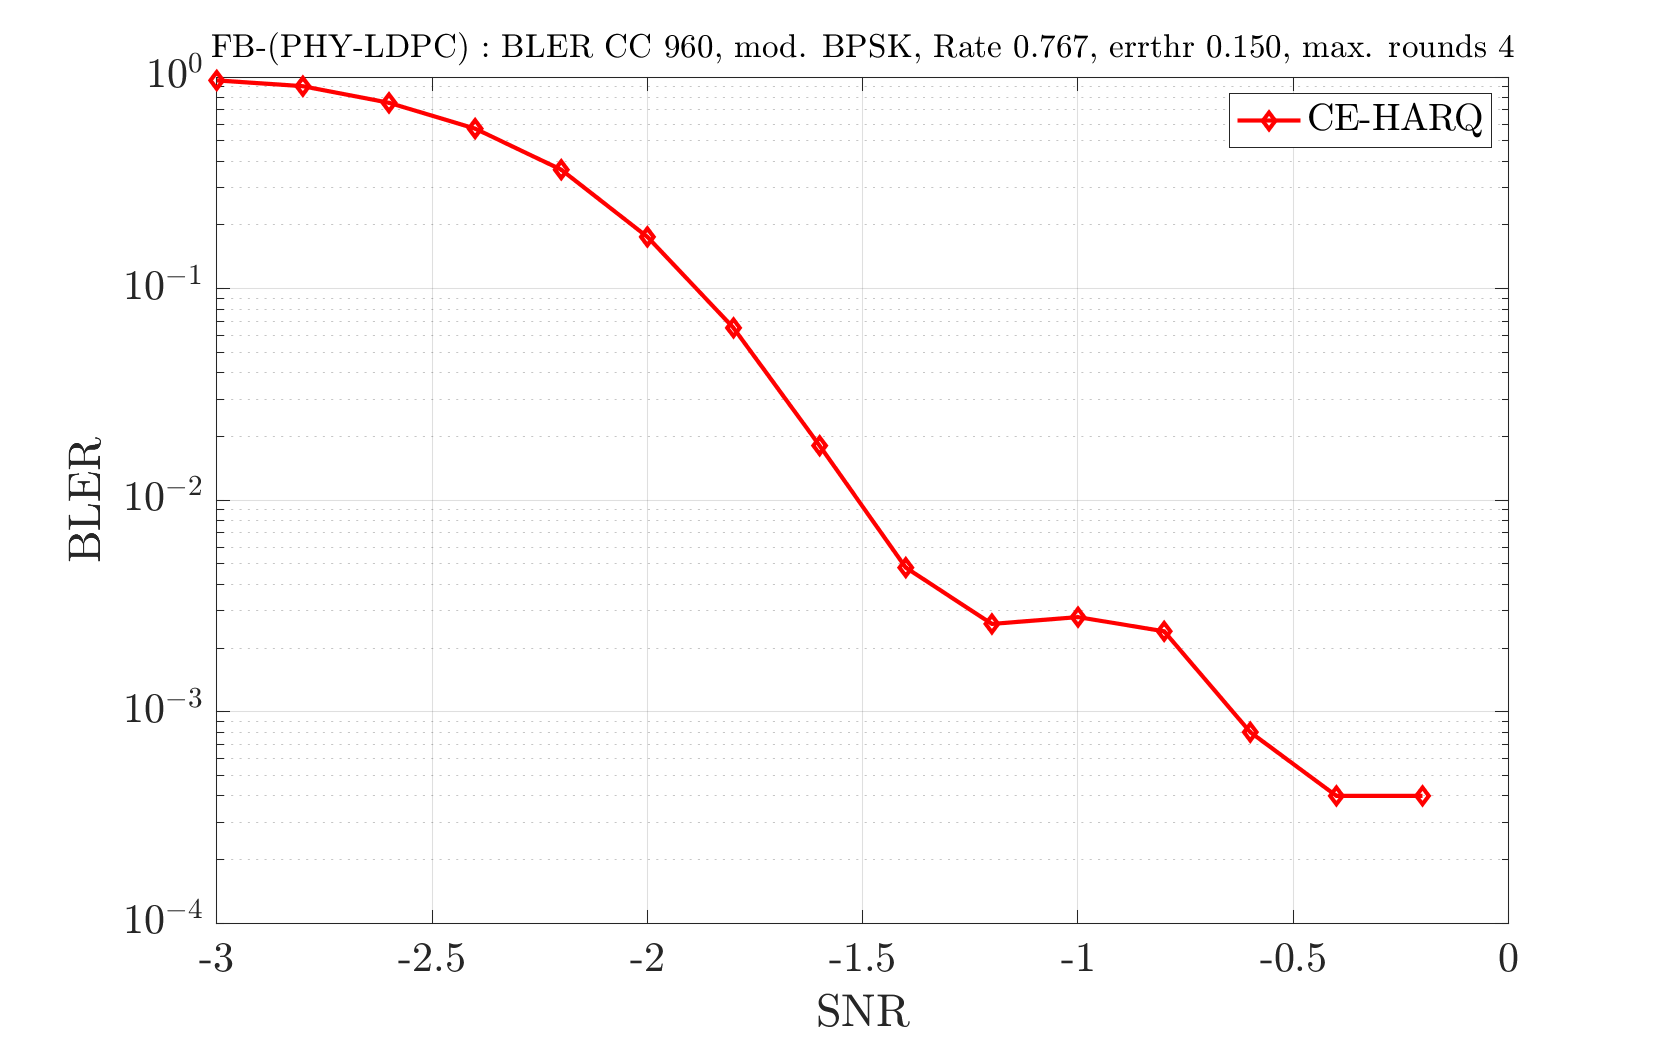 FB-(PHY-LDPC) : BLER CC 960, mod. BPSK, Rate 0.767, errthr 0.150, max. rounds 4
10^0
CE-HARQ
10^{-1}
BLER
10^{-2}
10^{-3}
10^{-4}
-3 -2.5 -2 -1.5 -1 -0.5 0
SNR